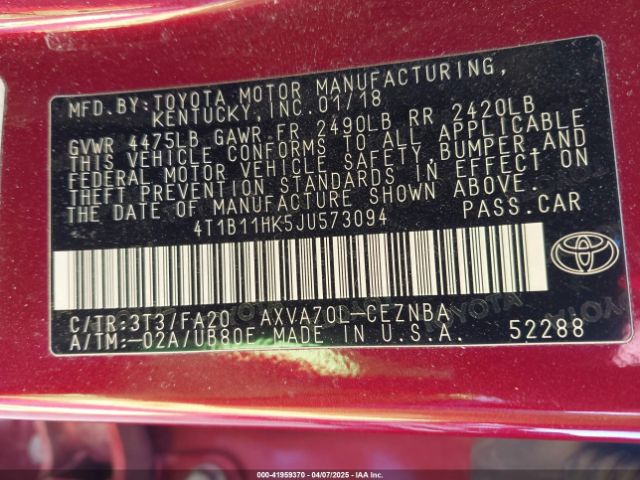 MFD.BY:TOYOTA MOTOR MANUFACTURING,
KENTUCKY,INC.01/18
GVWR 4475LB GAWR FR 2490LB RR 2420LB
THIS VEHICLE CONFORMS TO ALL APPLICABLE
FEDERAL MOTOR VEHICLE SAFETY,BUMPER,AND
THEFT PREVENTION STANDARDS IN EFFECT ON
THE DATE OF MANUFACTURE SHOWN ABOVE.
4T1B11HK5JU573094 PASS.CAR
C/TR:3T3/FA20 AXVA70L-CEZNBA
A/TM:-02A/UB80E MADE IN U.S.A. 52288
000-41959370 - 04/07/2025 - IAA Inc.